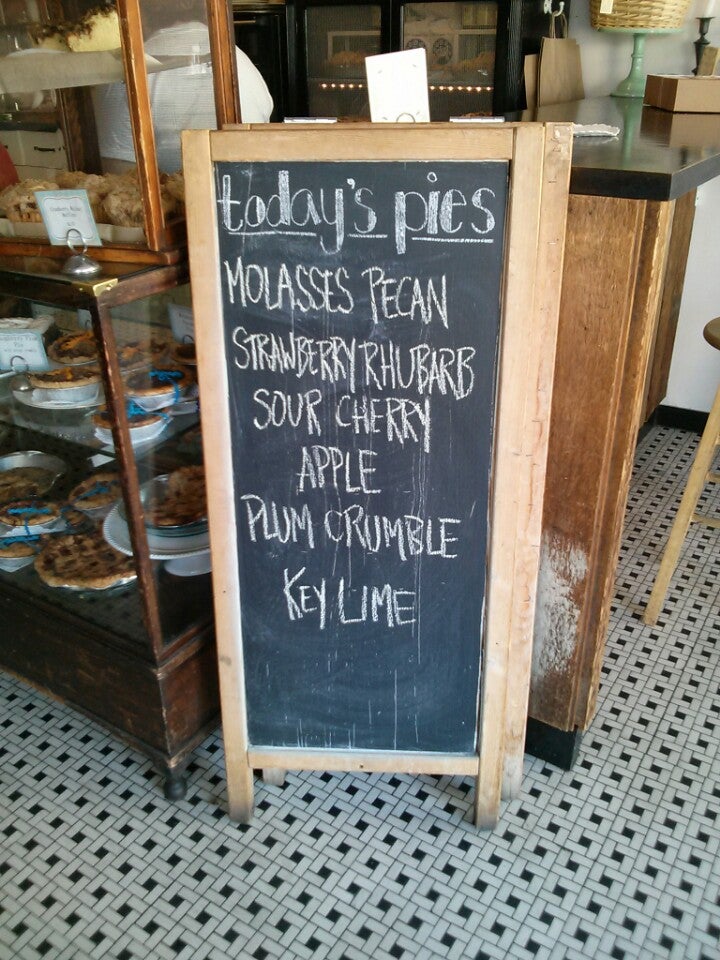 today's pies
MOLASSES PECAN
STRAWBERRY RHUBARB
SOUR CHERRY
APPLE
PLUM CRUMBLE
KEY LIME